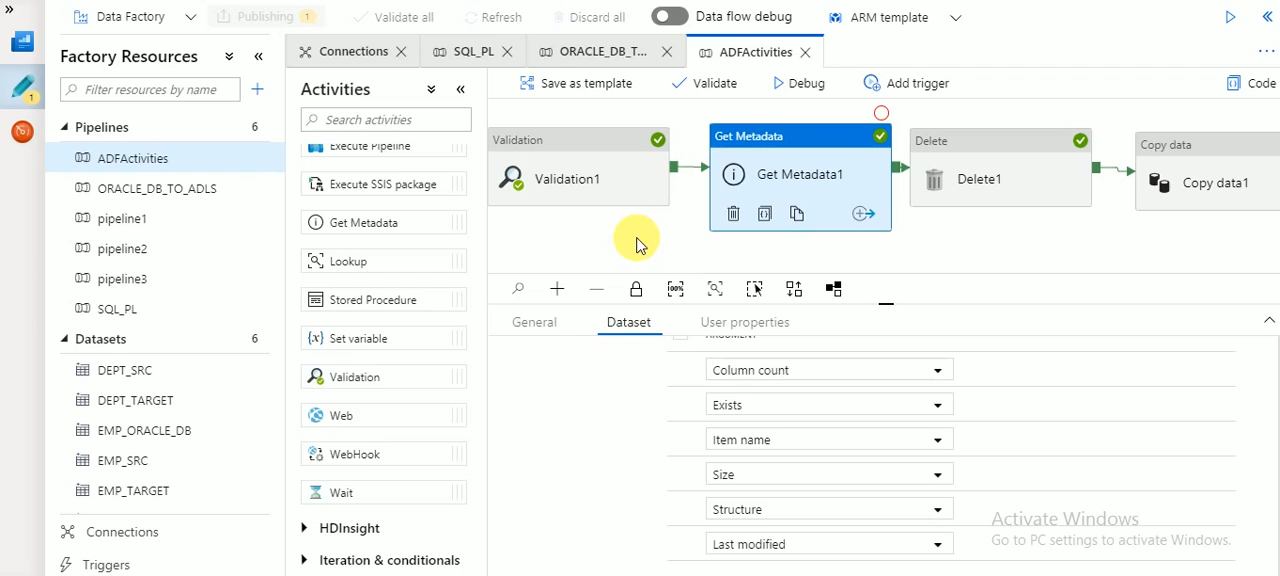 »
Data Factory
Publishing 1
Validate all
Refresh
Discard all
Data flow debug
ARM template
«
1
Factory Resources
«
Filter resources by name
+
Pipelines 6
ADFActivities
ORACLE_DB_TO_ADLS
pipeline1
pipeline2
pipeline3
SQL_PL
Datasets 6
DEPT_SRC
DEPT_TARGET
EMP_ORACLE_DB
EMP_SRC
EMP_TARGET
Connections
Triggers
Connections
SQL_PL
ORACLE_DB_T...
ADFActivities
...
Activities
«
Search activities
Execute Pipeline
Execute SSIS package
Get Metadata
Lookup
Stored Procedure
{x} Set variable
Validation
Web
WebHook
Wait
HDInsight
Iteration & conditionals
Save as template
Validate
Debug
Add trigger
Code
Validation
Validation1
Get Metadata
Get Metadata1
Delete
Delete1
Copy data
Copy data1
100%
General
Dataset
User properties
ARGUMENT
Column count
Exists
Item name
Size
Structure
Last modified
Activate Windows
Go to PC settings to activate Windows.